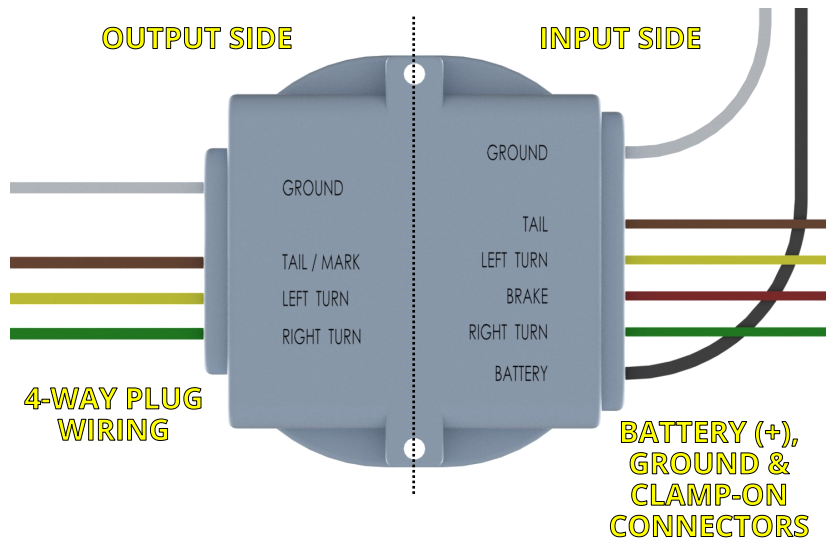 OUTPUT SIDE
INPUT SIDE
GROUND
TAIL / MARK
LEFT TURN
RIGHT TURN
GROUND
TAIL
LEFT TURN
BRAKE
RIGHT TURN
BATTERY
4-WAY PLUG
WIRING
BATTERY (+),
GROUND &
CLAMP-ON
CONNECTORS